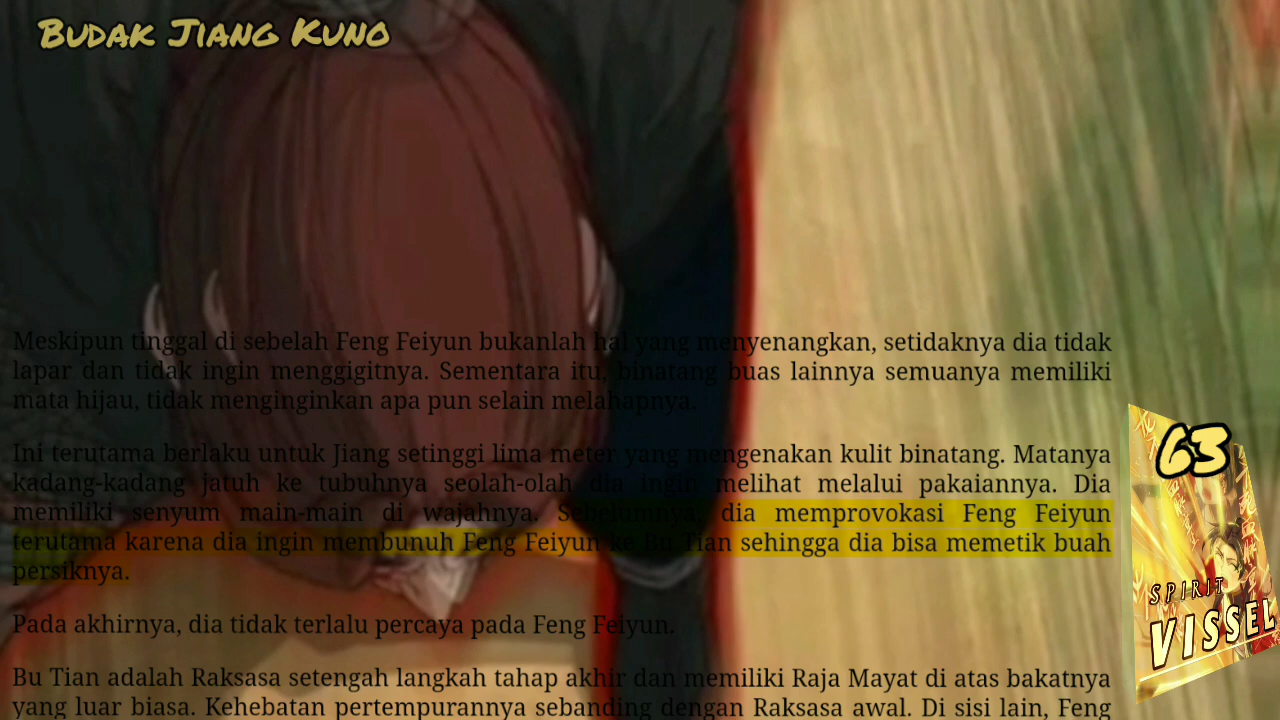 Budak Jiang Kuno
Meskipun tinggal di sebelah Feng Feiyun bukanlah hal yang menyenangkan, setidaknya dia tidak
lapar dan tidak ingin menggigitnya. Sementara itu, binatang buas lainnya semuanya memiliki
mata hijau, tidak menginginkan apa pun selain melahapnya.
Ini terutama berlaku untuk Jiang setinggi lima meter yang mengenakan kulit binatang. Matanya
kadang-kadang jatuh ke tubuhnya seolah-olah dia ingin melihat melalui pakaiannya. Dia
memiliki senyum main-main di wajahnya. Sebelumnya, dia memprovokasi Feng Feiyun
terutama karena dia ingin membunuh Feng Feiyun ke Bu Tian sehingga dia bisa memetik buah
persiknya.
Pada akhirnya, dia tidak terlalu percaya pada Feng Feiyun.
Bu Tian adalah Raksasa setengah langkah tahap akhir dan memiliki Raja Mayat di atas bakatnya
yang luar biasa. Kehebatan pertempurannya sebanding dengan Raksasa awal. Di sisi lain, Feng
63
SPIRIT
VISSEL